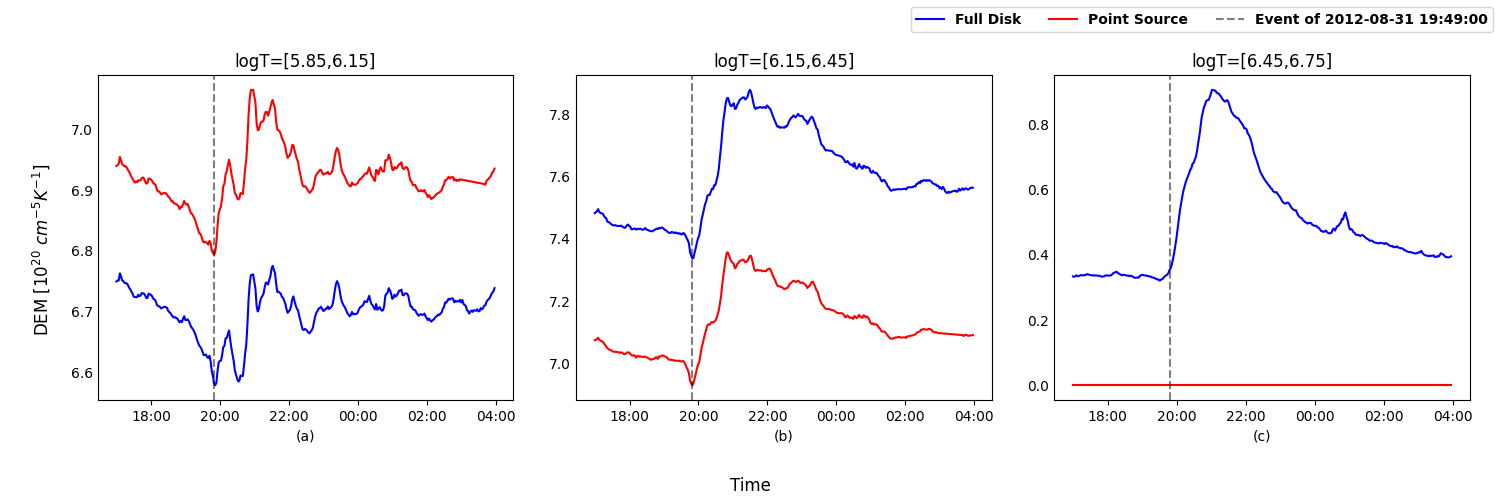 Full Disk Point Source Event of 2012-08-31 19:49:00
logT=[5.85,6.15] logT=[6.15,6.45] logT=[6.45,6.75]
DEM [10^{20} cm^{-5}K^{-1}]
7.0
6.9
6.8
6.7
6.6
18:00 20:00 22:00 00:00 02:00 04:00
(a)
7.8
7.6
7.4
7.2
7.0
18:00 20:00 22:00 00:00 02:00 04:00
(b)
0.8
0.6
0.4
0.2
0.0
18:00 20:00 22:00 00:00 02:00 04:00
(c)
Time